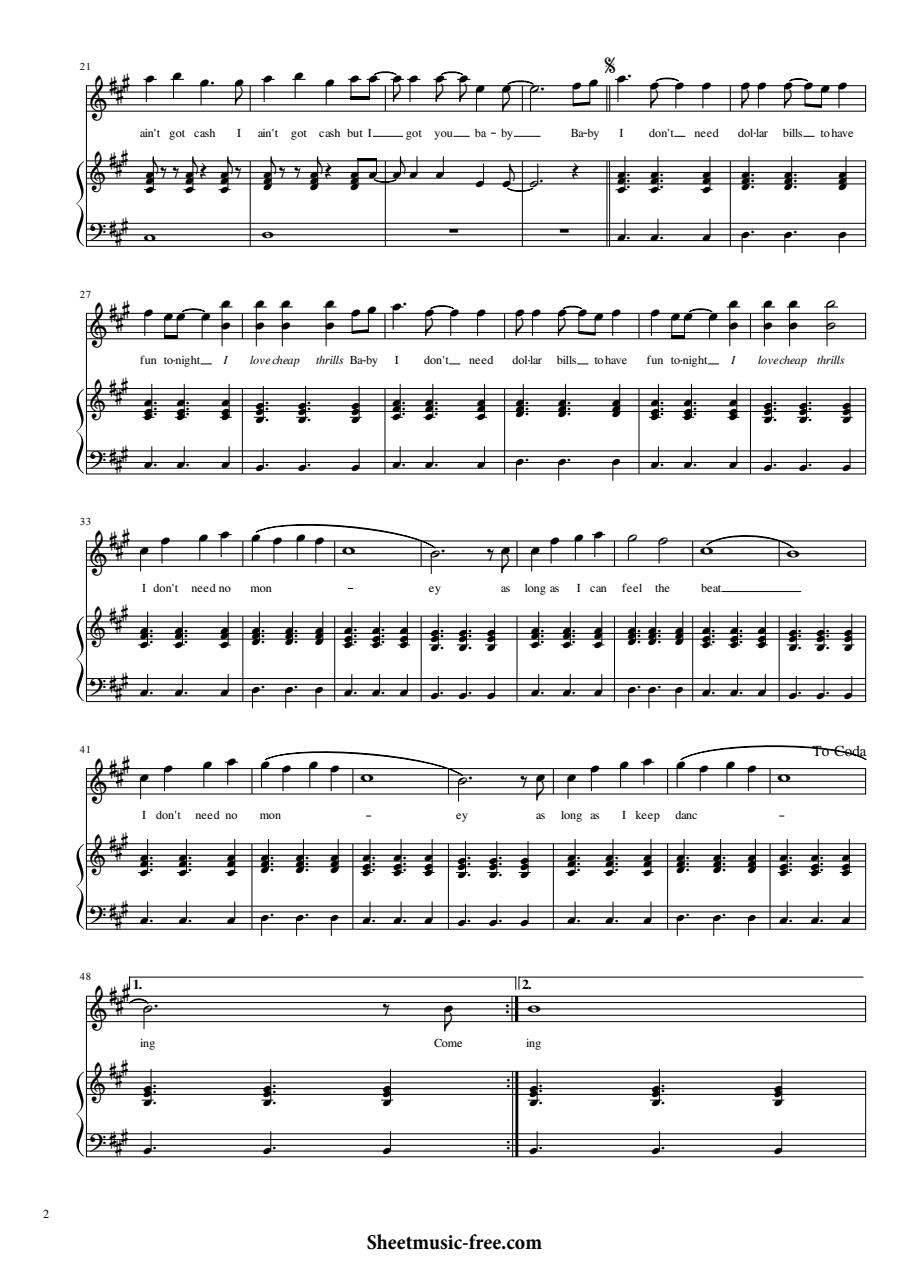 21
ain't got cash I ain't got cash but I got you ba - by Ba-by I don't need dol-lar bills to have
27
fun to-night I love cheap thrills Ba-by I don't need dol-lar bills to have fun to-night I love cheap thrills
33
I don't need no mon - ey as long as I can feel the beat
To Coda
41
I don't need no mon - ey as long as I keep danc -
48
1. 2.
ing Come ing
2
Sheetmusic-free.com